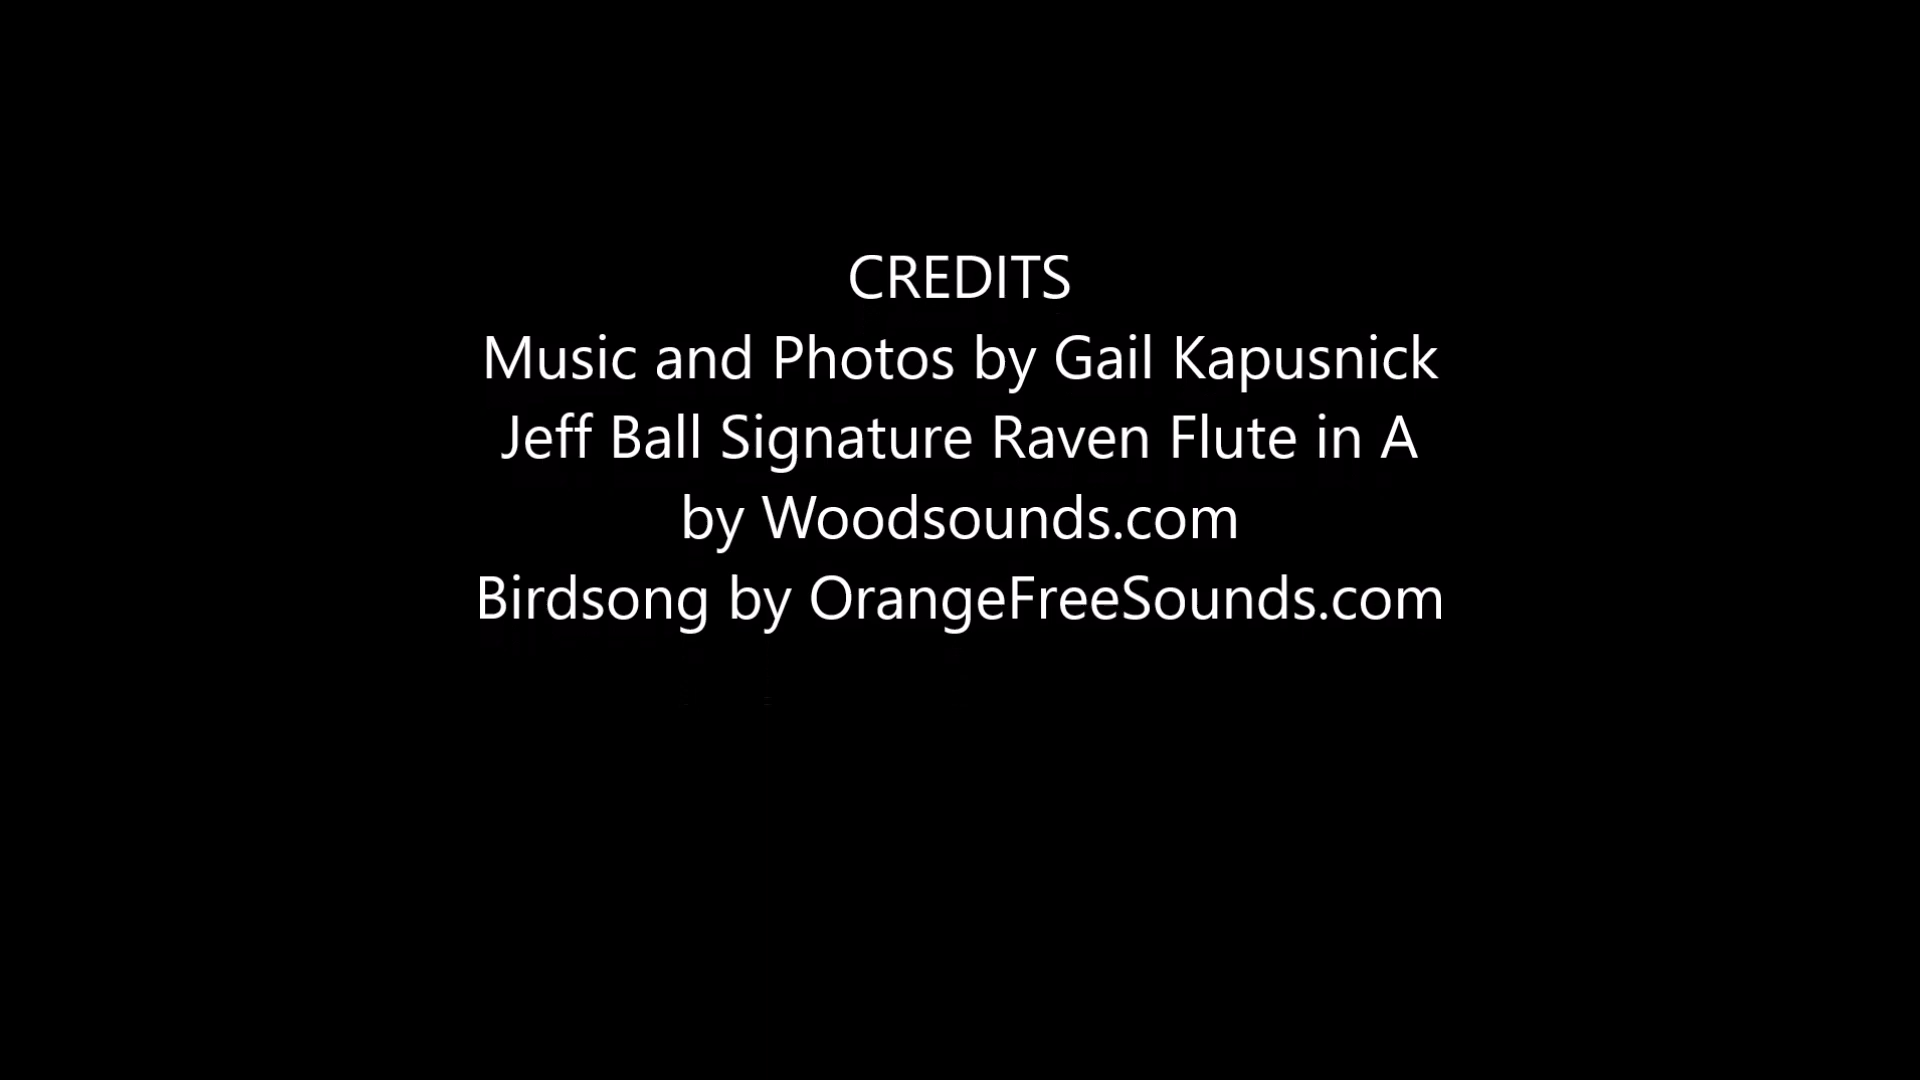 CREDITS
Music and Photos by Gail Kapusnick
Jeff Ball Signature Raven Flute in A
by Woodsounds.com
Birdsong by OrangeFreeSounds.com